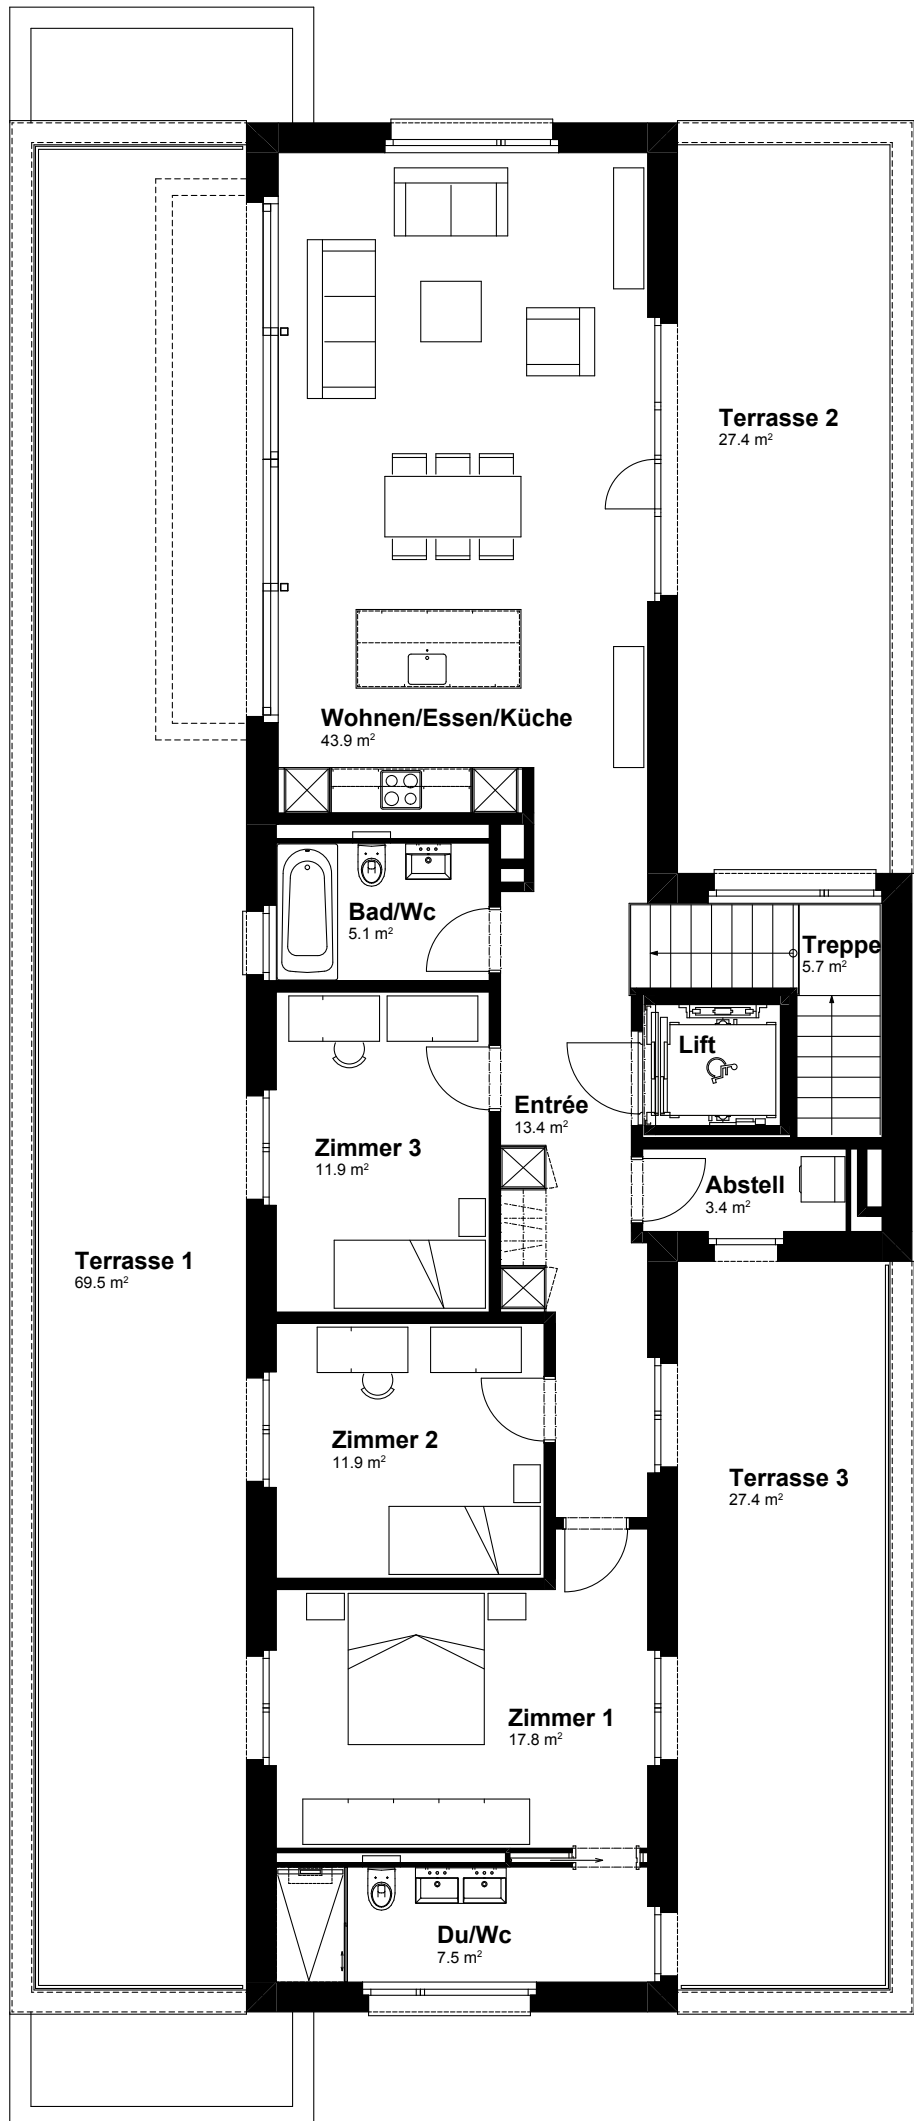 Terrasse 2
27.4 m²
Wohnen/Essen/Küche
43.9 m²
Bad/Wc
5.1 m²
Treppe
5.7 m²
Lift
Entrée
13.4 m²
Zimmer 3
11.9 m²
Abstell
3.4 m²
Terrasse 1
69.5 m²
Zimmer 2
11.9 m²
Terrasse 3
27.4 m²
Zimmer 1
17.8 m²
Du/Wc
7.5 m²